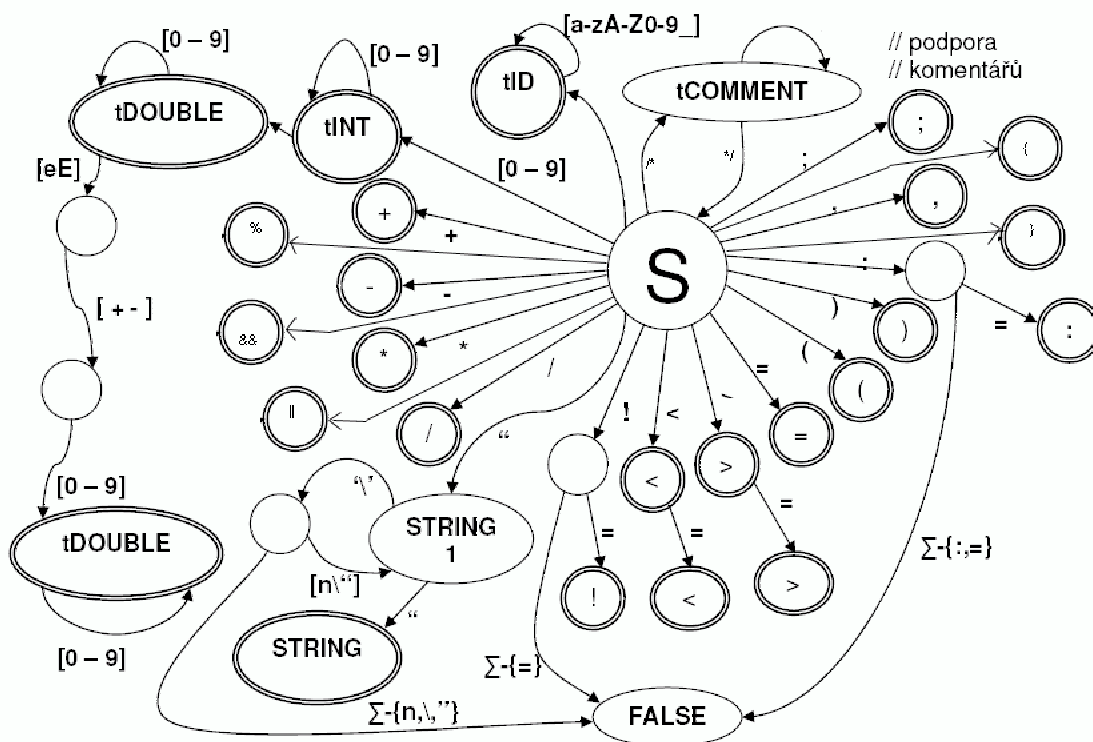 [0 – 9]
[0 – 9]
[a-zA-Z0-9_]
// podpora
// komentářů
tDOUBLE
tINT
tID
tCOMMENT
;
{
[eE]
[0 – 9]
/*
*/
;
+
%
+
,
,
}
S
:
-
-
[ + - ]
&&
*
*
)
)
=
:
||
/
/
(
(
=
=
!
<
'
“
'\'
<
>
[0 – 9]
STRING
1
=
=
=
tDOUBLE
∑-{:,=}
[n\“]
“
!
<
>
[0 – 9]
STRING
∑-{=}
∑-{n,\,”}
FALSE